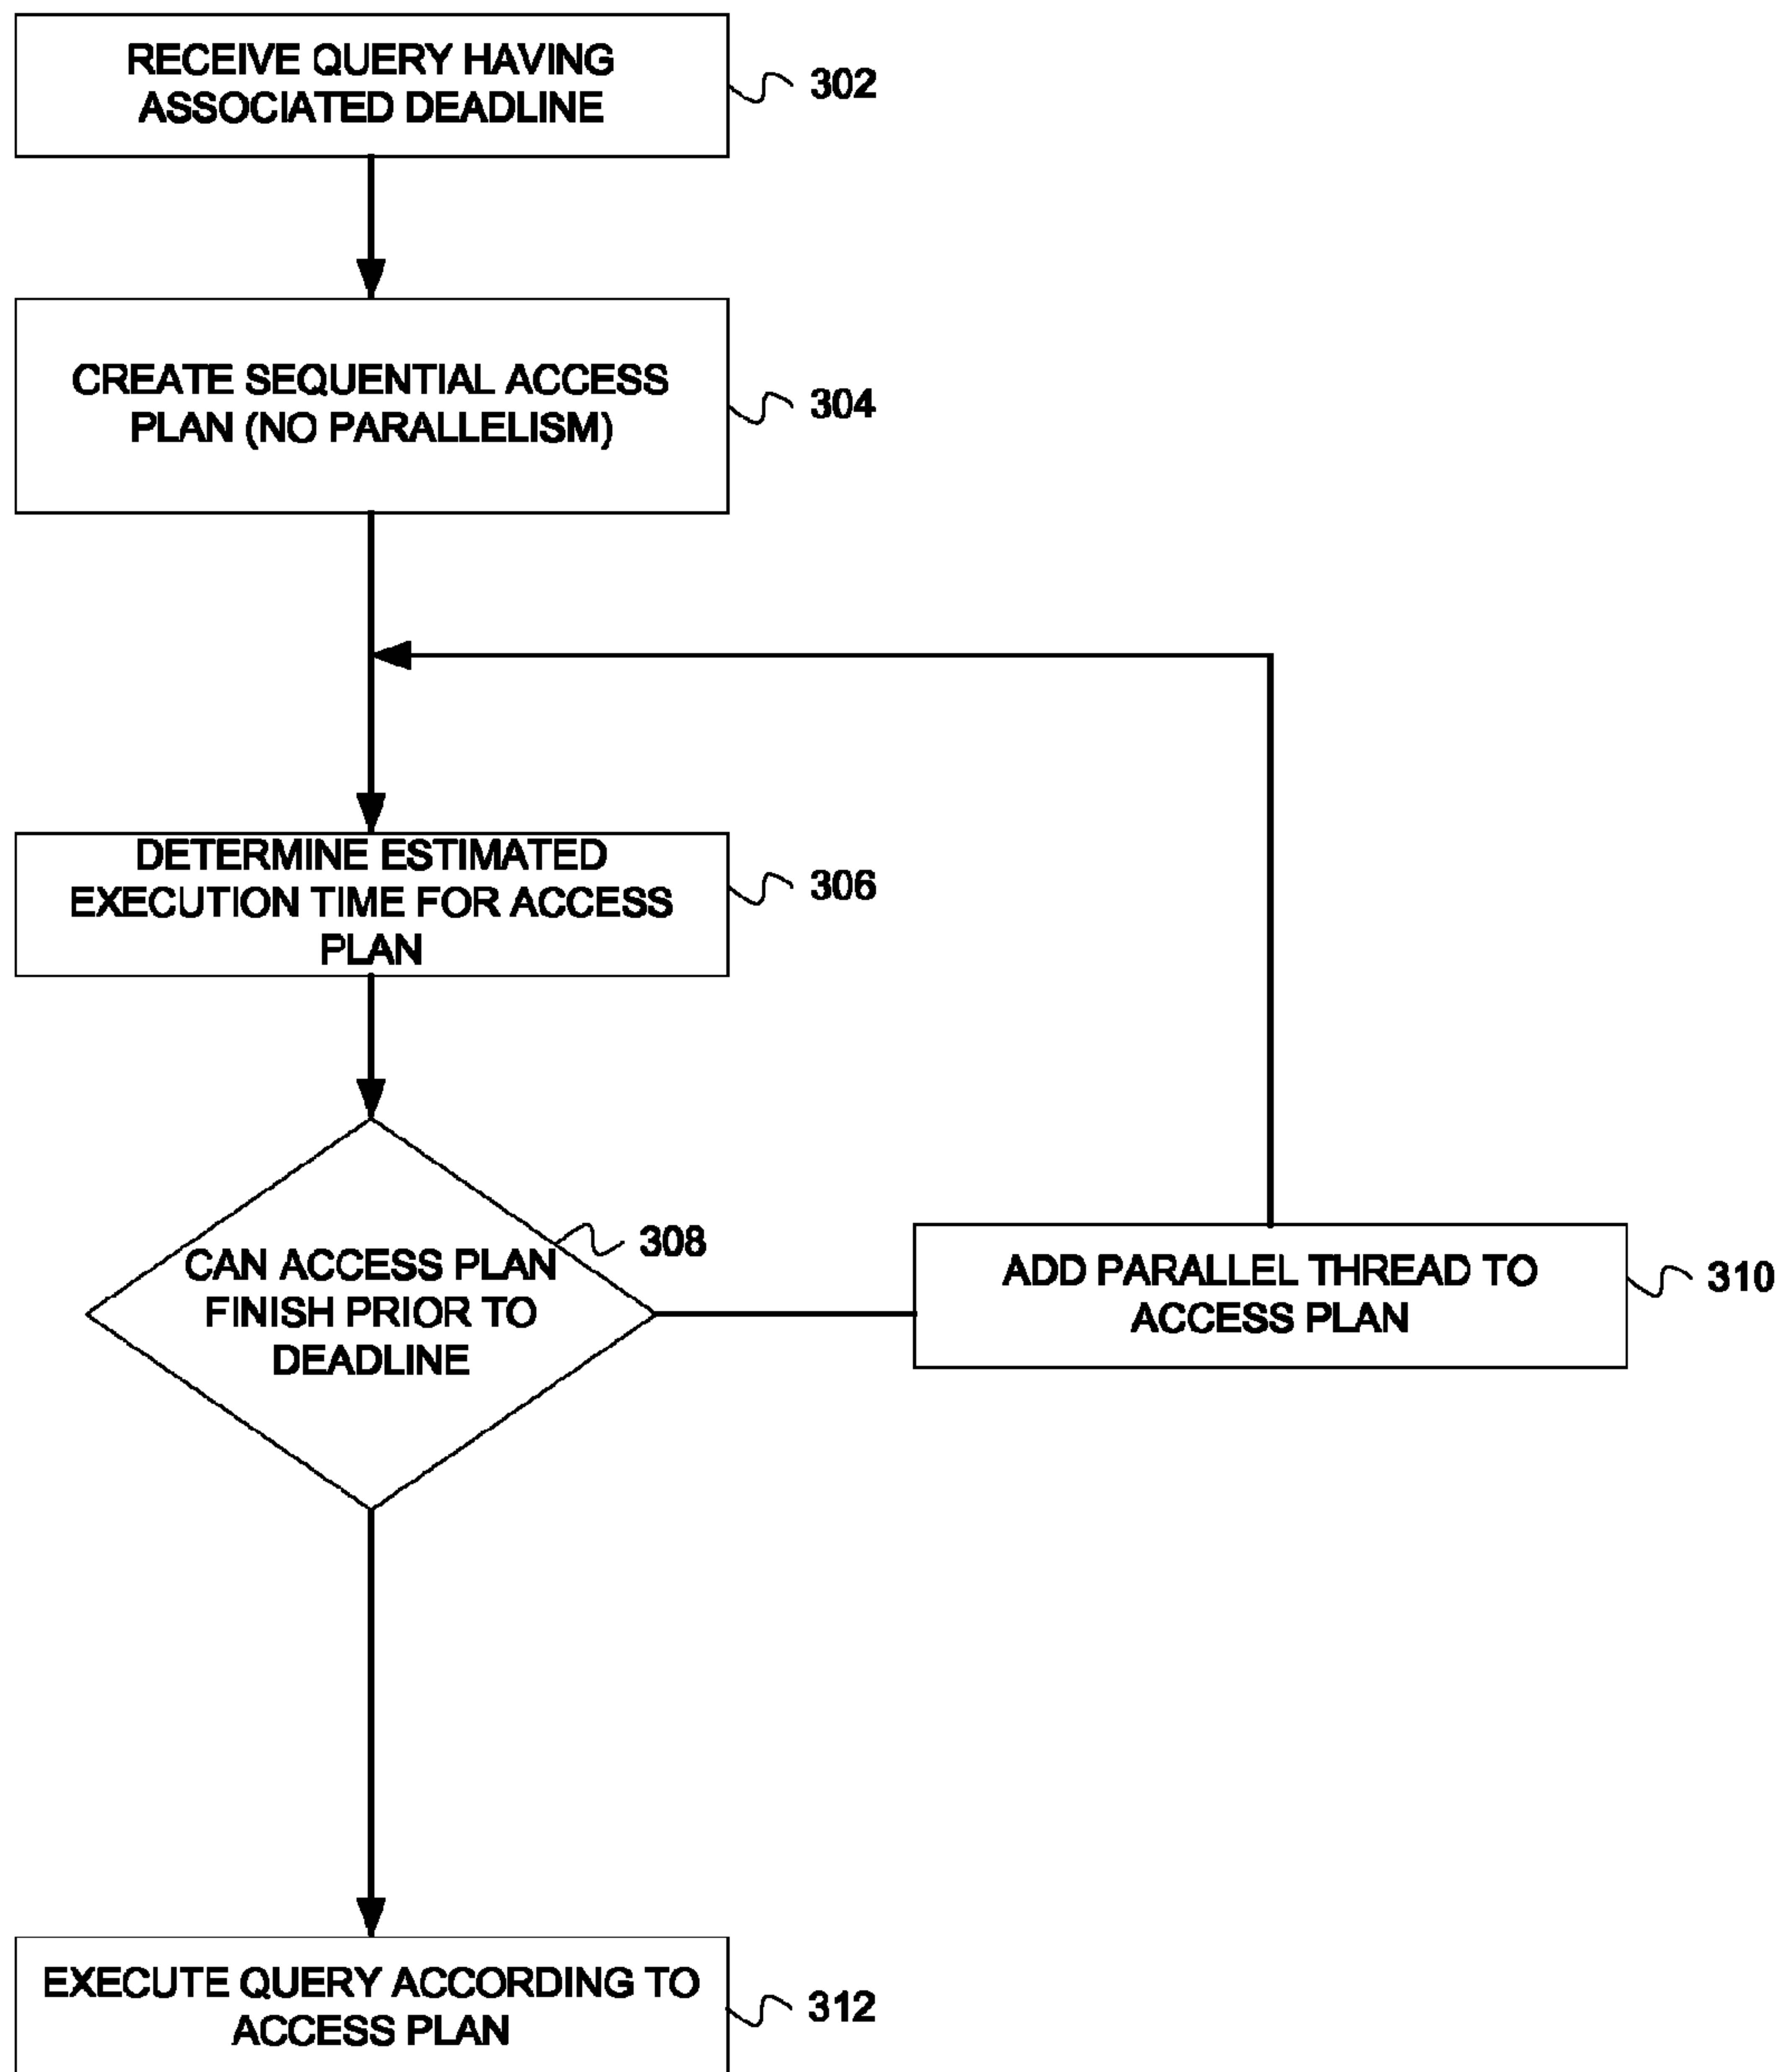 RECEIVE QUERY HAVING
ASSOCIATED DEADLINE
302
CREATE SEQUENTIAL ACCESS
PLAN (NO PARALLELISM)
304
DETERMINE ESTIMATED
EXECUTION TIME FOR ACCESS
PLAN
306
CAN ACCESS PLAN
FINISH PRIOR TO
DEADLINE
308
ADD PARALLEL THREAD TO
ACCESS PLAN
310
EXECUTE QUERY ACCORDING TO
ACCESS PLAN
312